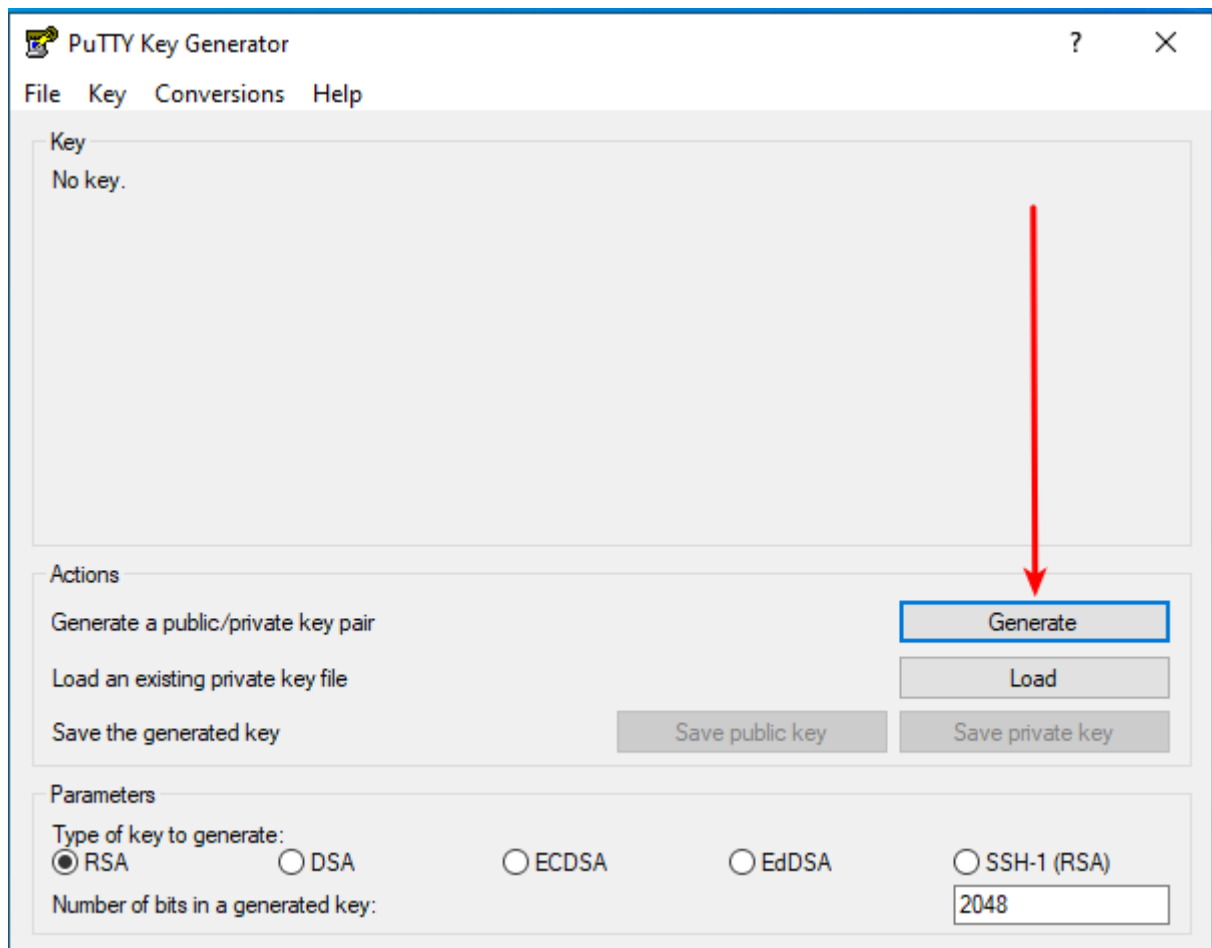 PuTTY Key Generator ?
File Key Conversions Help
Key
No key.
Actions
Generate a public/private key pair Generate
Load an existing private key file Load
Save the generated key Save public key Save private key
Parameters
Type of key to generate:
RSA DSA ECDSA EdDSA SSH-1 (RSA)
Number of bits in a generated key: 2048